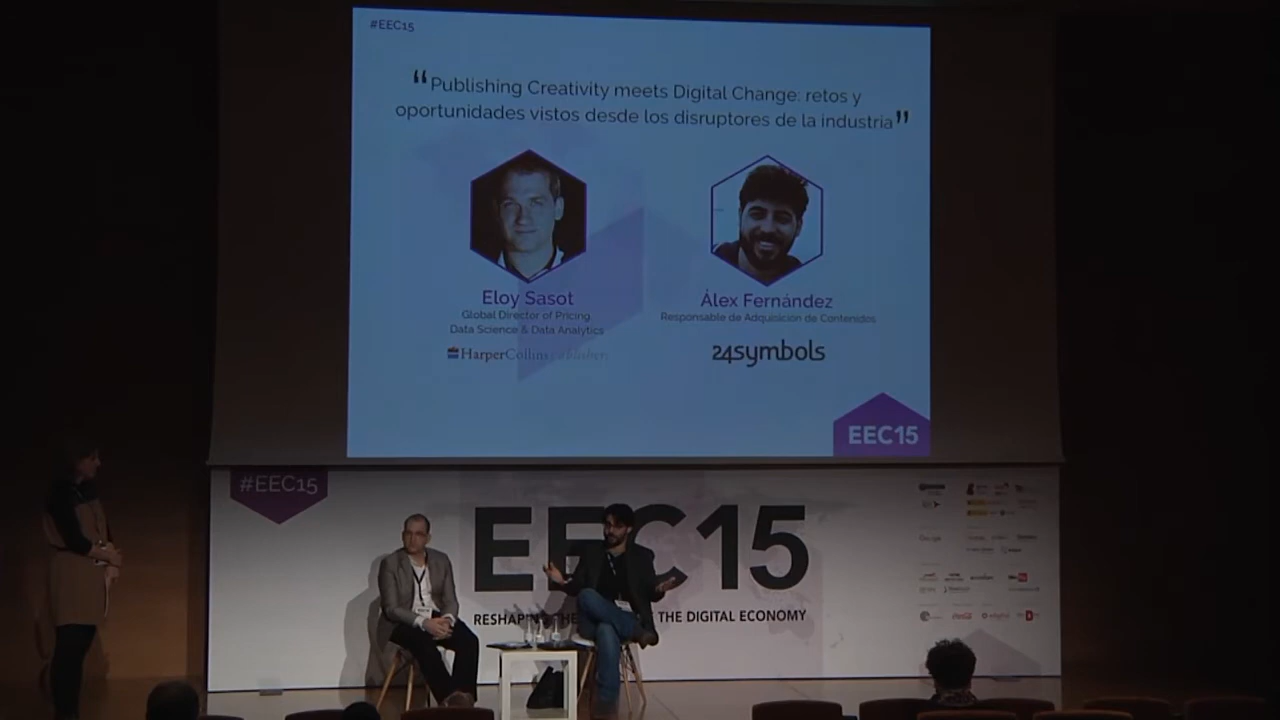 #EEC15
“Publishing Creativity meets Digital Change: retos y
oportunidades vistos desde los disruptores de la industria”
Eloy Sasot
Global Director of Pricing,
Data Science & Data Analytics
HarperCollins
Álex Fernández
Responsable de Adquisición de Contenidos
24symbols
EEC15
#EEC15
EEC15
THE DIGITAL ECONOMY
Google